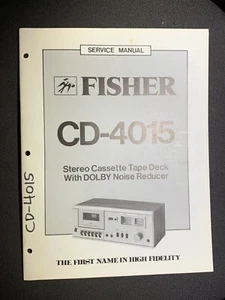 SERVICE MANUAL
FISHER
CD-4015
Stereo Cassette Tape Deck
With DOLBY Noise Reducer
CD-4015
THE FIRST NAME IN HIGH FIDELITY